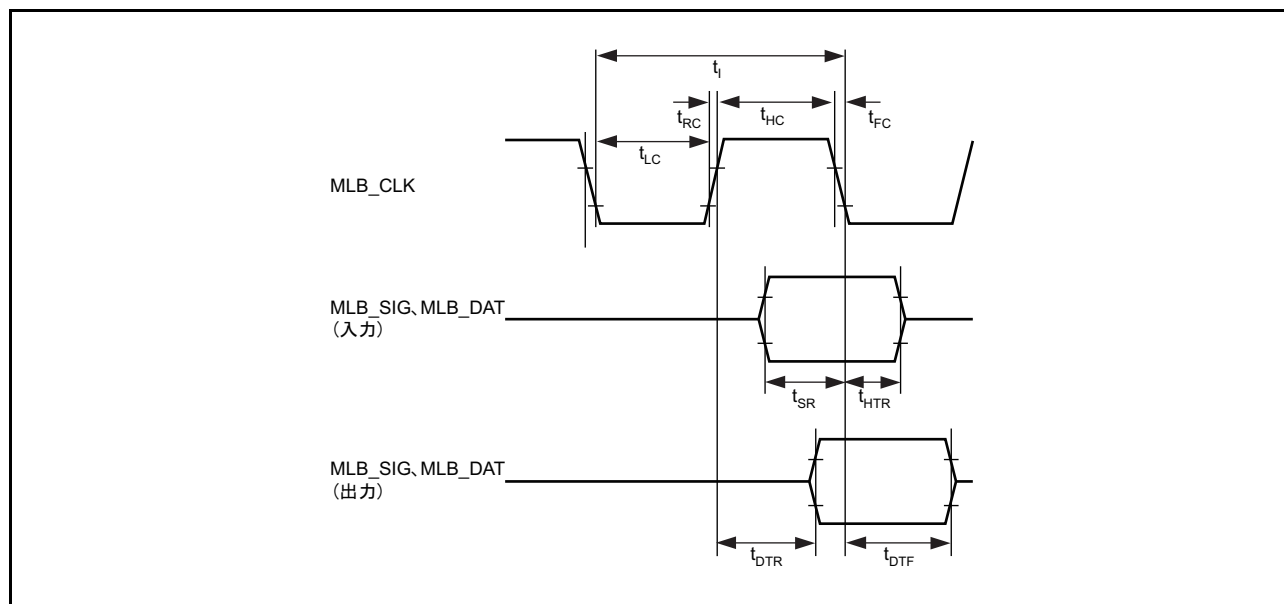 tI
tRC
tHC
tFC
tLC
MLB_CLK
MLB_SIG、MLB_DAT
（入力）
tSR
tHTR
MLB_SIG、MLB_DAT
（出力）
tDTR
tDTF